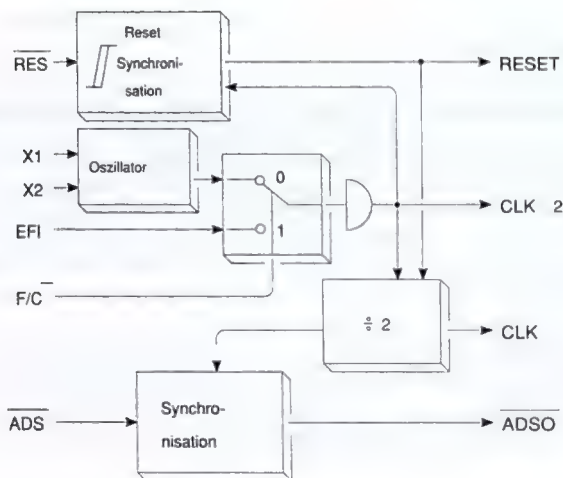 Reset
RES
Synchroni-
sation
RESET
X1
Oszillator
X2
0
CLK 2
EFI
1
F/C
÷ 2
CLK
ADS
Synchro-
nisation
ADSO